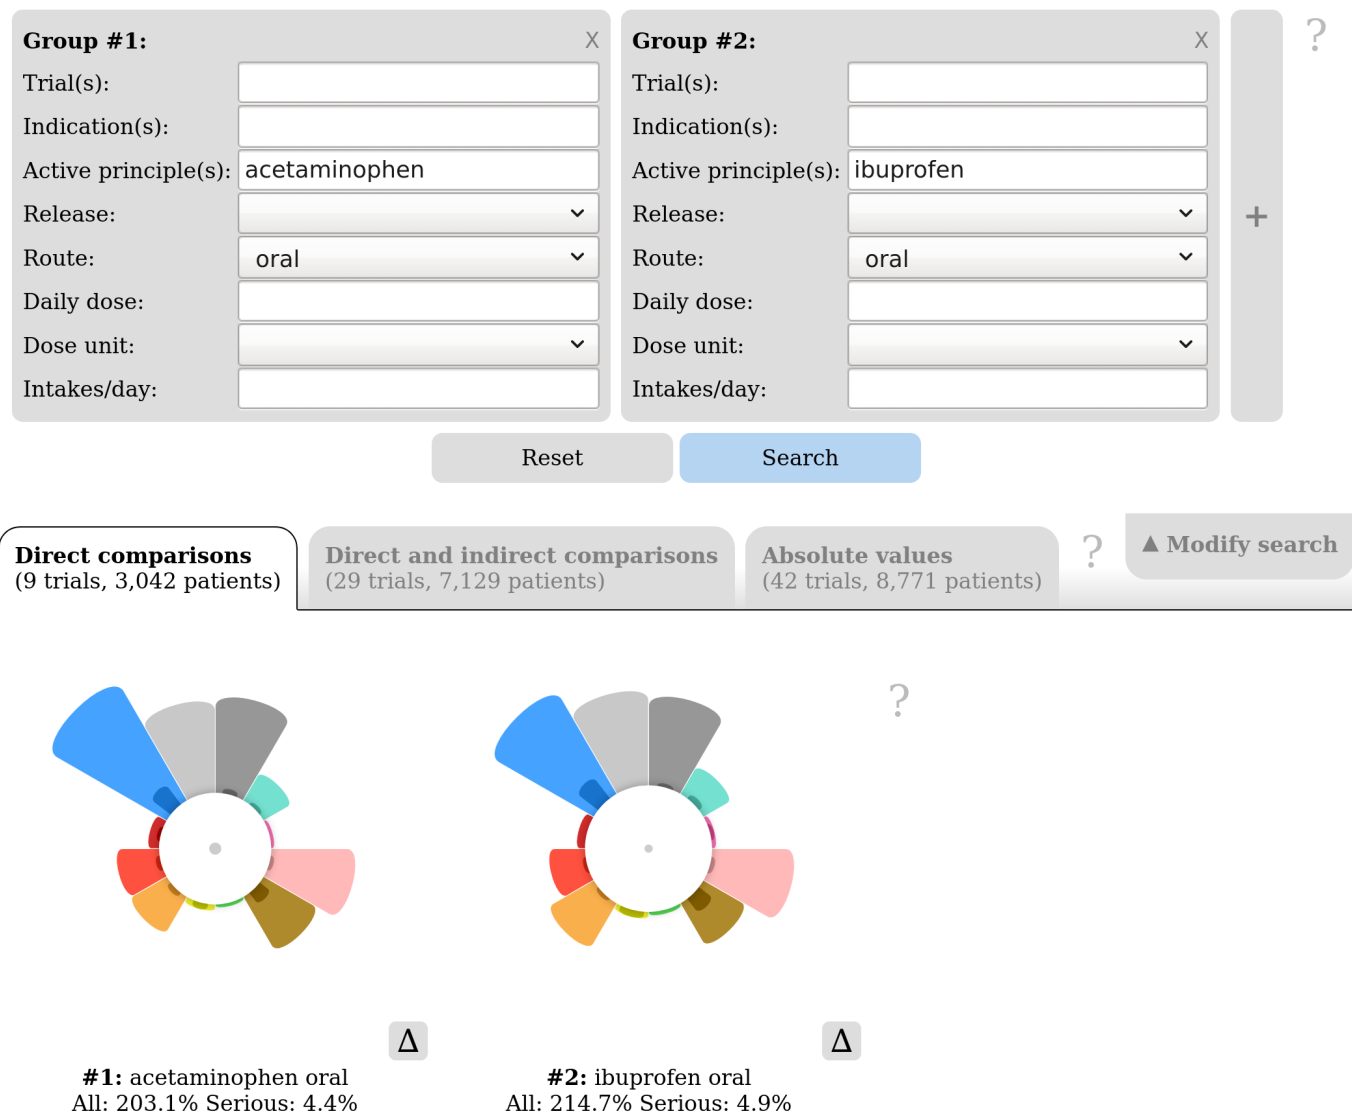 Group #1:
X
Trial(s):
Indication(s):
Active principle(s): acetaminophen
Release:
Route: oral
Daily dose:
Dose unit:
Intakes/day:
Group #2:
X
Trial(s):
Indication(s):
Active principle(s): ibuprofen
Release:
Route: oral
Daily dose:
Dose unit:
Intakes/day:
+
?
Reset
Search
Direct comparisons
(9 trials, 3,042 patients)
Direct and indirect comparisons
(29 trials, 7,129 patients)
Absolute values
(42 trials, 8,771 patients)
?
▲ Modify search
?
Δ
Δ
#1: acetaminophen oral
All: 203.1% Serious: 4.4%
#2: ibuprofen oral
All: 214.7% Serious: 4.9%